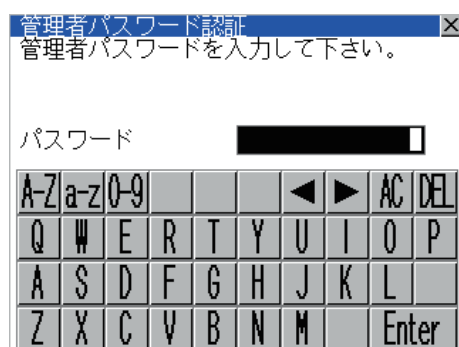 管理者パスワード認証 ×
管理者パスワードを入力して下さい。
パスワード
A-Z a-z 0-9 ◀ ▶ AC DEL
Q W E R T Y U I O P
A S D F G H J K L
Z X C V B N M Enter